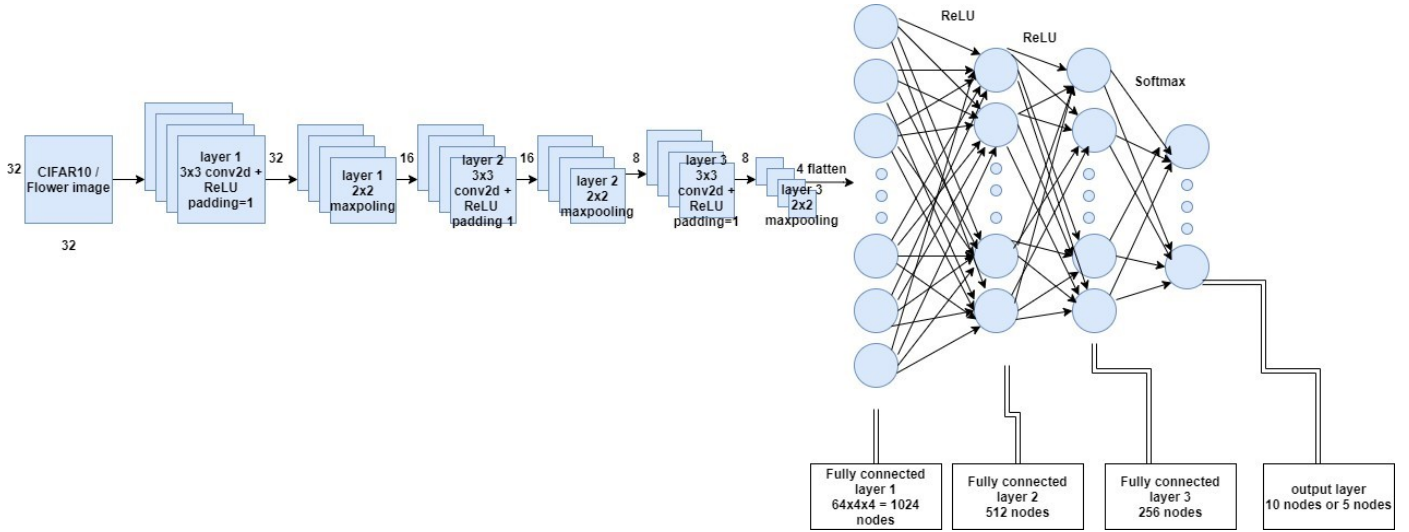 ReLU
ReLU
Softmax
32
CIFAR10 /
Flower image
32
layer 1
3x3 conv2d +
ReLU
padding=1
32
layer 1
2x2
maxpoling
16
layer 2
3x3
conv2d +
ReLU
padding 1
16
layer 2
2x2
maxpooling
8
layer 3
3x3
conv2d +
ReLU
padding=1
8
layer 3
2x2
maxpooling
4 flatten
Fully connected
layer 1
64x4x4 = 1024
nodes
Fully connected
layer 2
512 nodes
Fully connected
layer 3
256 nodes
output layer
10 nodes or 5 nodes